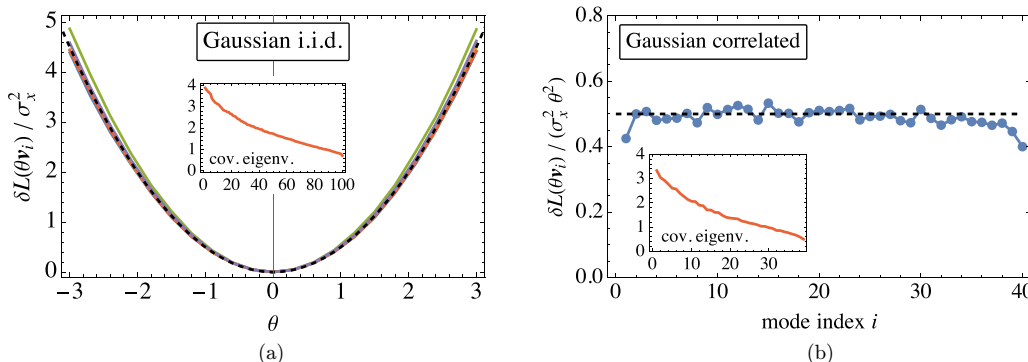 Gaussian i.i.d.
δL(θv_i) / σ_x^2
5
4
3
2
1
0
4
3
2
1
0
cov. eigenv.
0 20 40 60 80 100
−3 −2 −1 0 1 2 3
θ
(a)
Gaussian correlated
δL(θv_i) / (σ_x^2 θ^2)
0.8
0.6
0.4
0.2
0.0
4
3
2
1
0
cov. eigenv.
0 10 20 30
0 10 20 30 40
mode index i
(b)